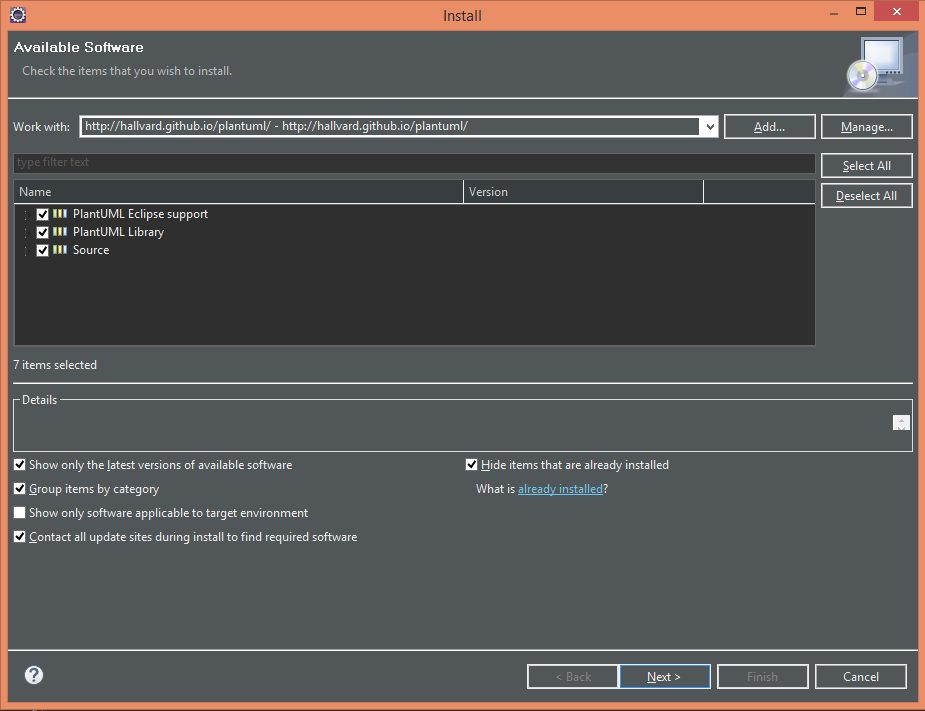 Install
Available Software
Check the items that you wish to install.
Work with: http://hallvard.github.io/plantuml/ - http://hallvard.github.io/plantuml/ Add... Manage...
type filter text Select All
Name Version Deselect All
PlantUML Eclipse support
PlantUML Library
Source
7 items selected
Details
Show only the latest versions of available software Hide items that are already installed
Group items by category What is already installed?
Show only software applicable to target environment
Contact all update sites during install to find required software
? < Back Next > Finish Cancel